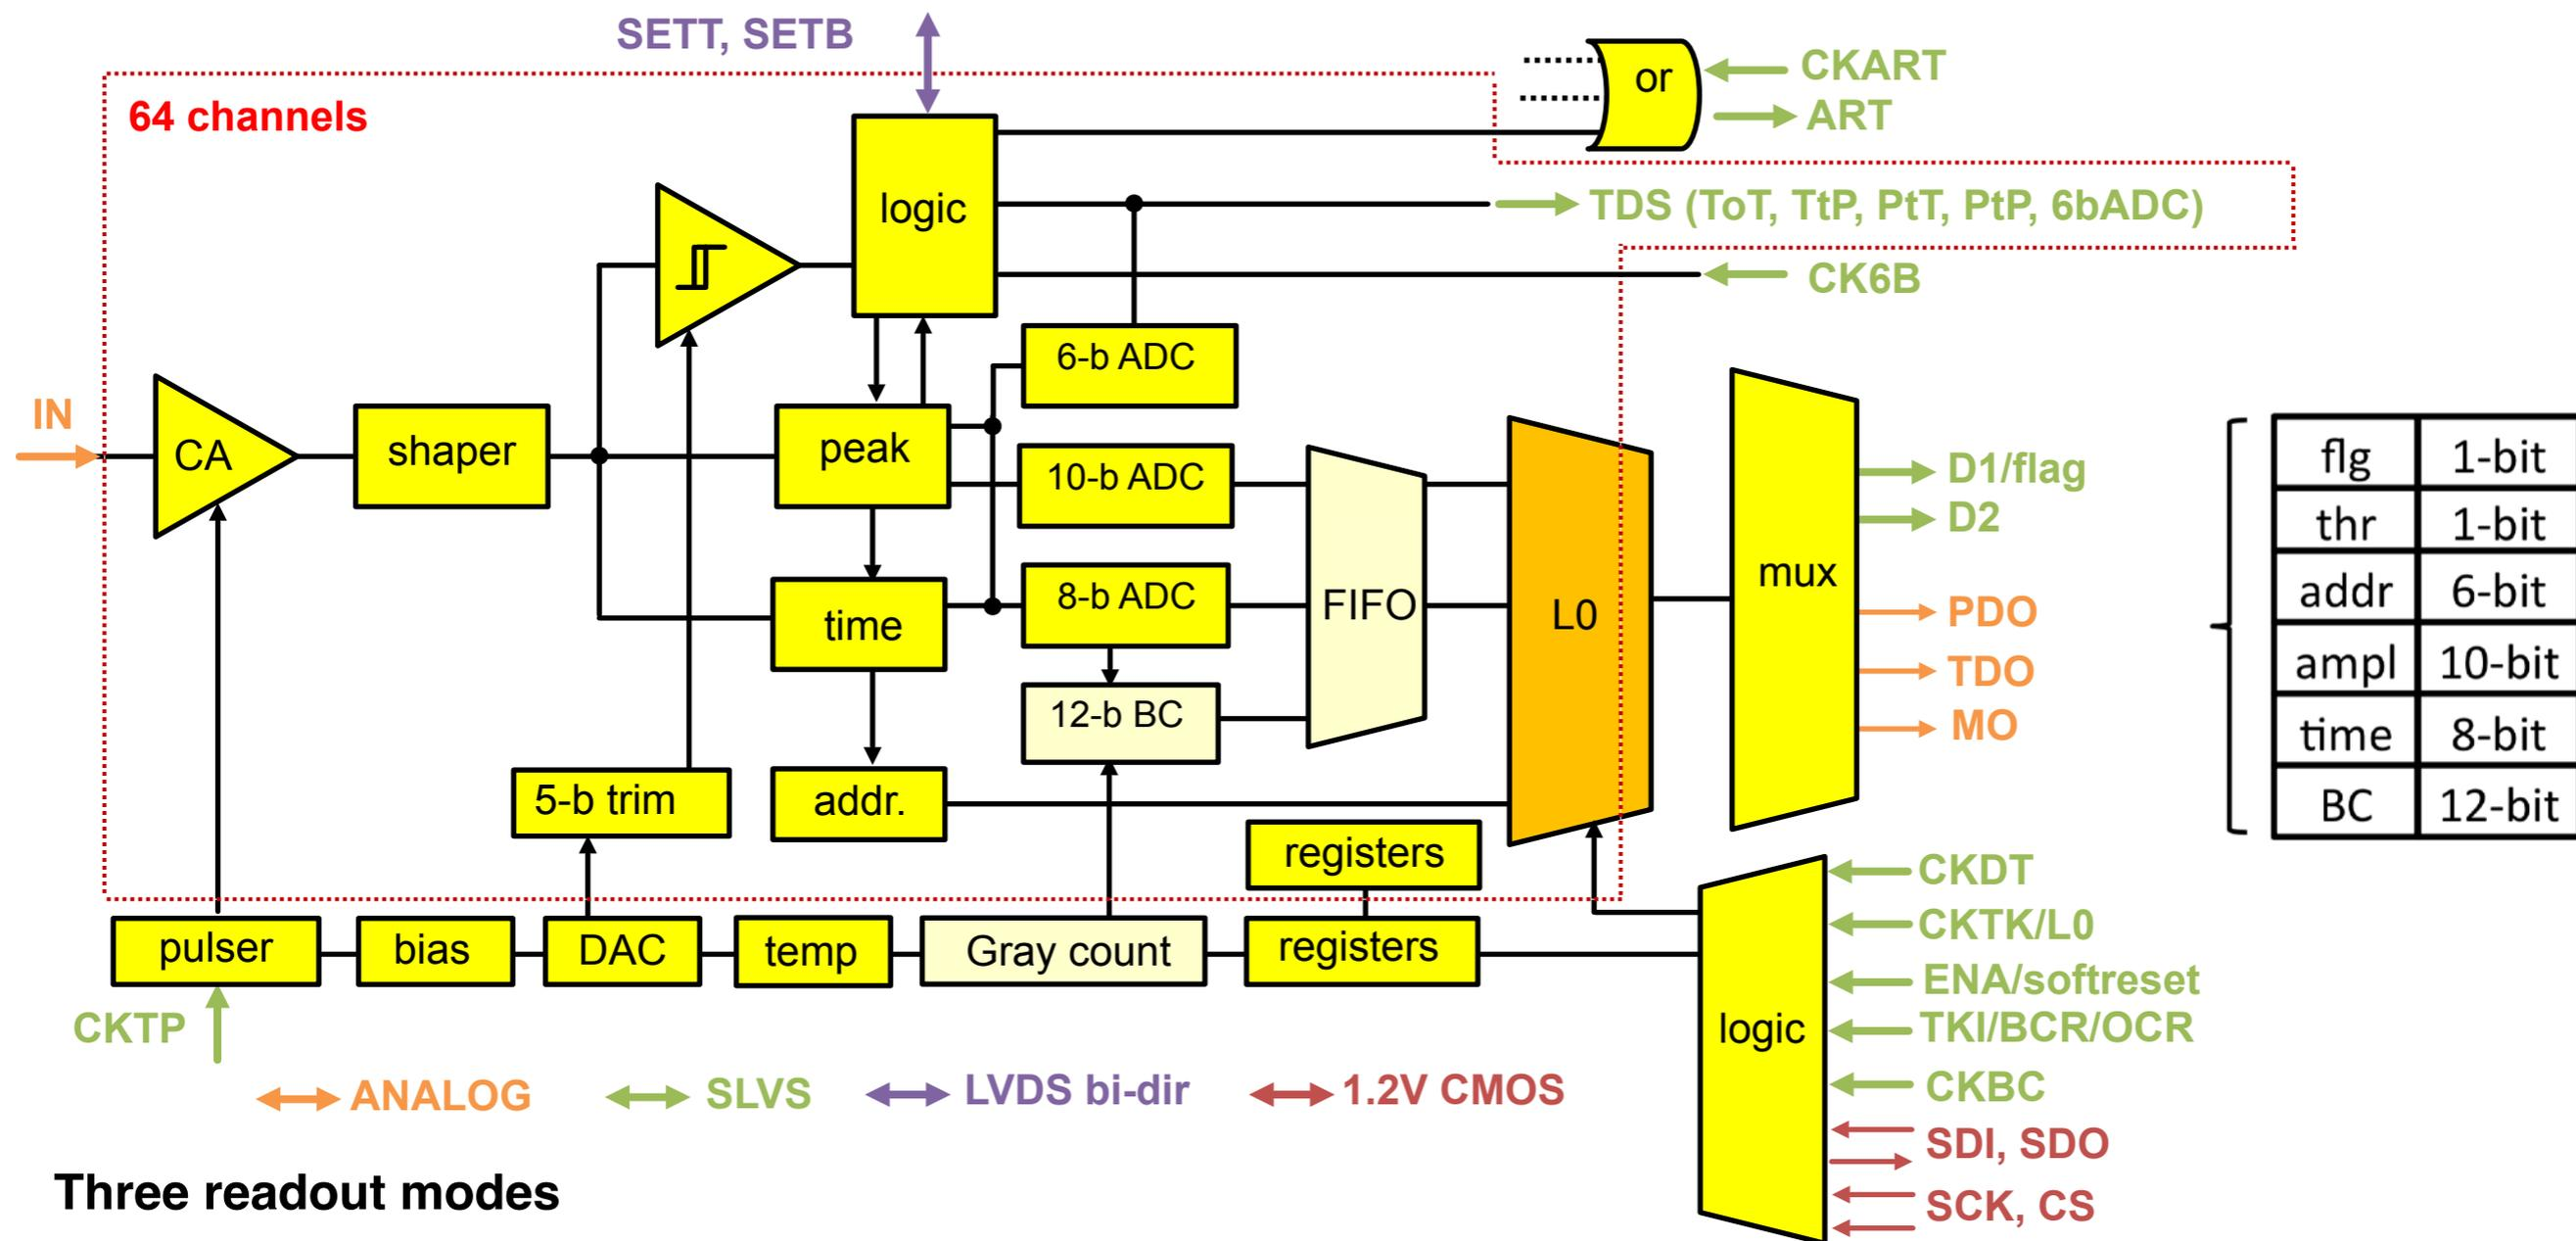 SETT, SETB
or
CKART
ART
64 channels
logic
TDS (ToT, TtP, PtT, PtP, 6bADC)
CK6B
6-b ADC
IN
CA
shaper
peak
10-b ADC
8-b ADC
time
FIFO
L0
mux
D1/flag
D2
PDO
TDO
MO
flg 1-bit
thr 1-bit
addr 6-bit
ampl 10-bit
time 8-bit
BC 12-bit
12-b BC
5-b trim
addr.
registers
pulser
bias
DAC
temp
Gray count
registers
logic
CKDT
CKTK/L0
ENA/softreset
TKI/BCR/OCR
CKBC
SDI, SDO
SCK, CS
CKTP
ANALOG
SLVS
LVDS bi-dir
1.2V CMOS
Three readout modes